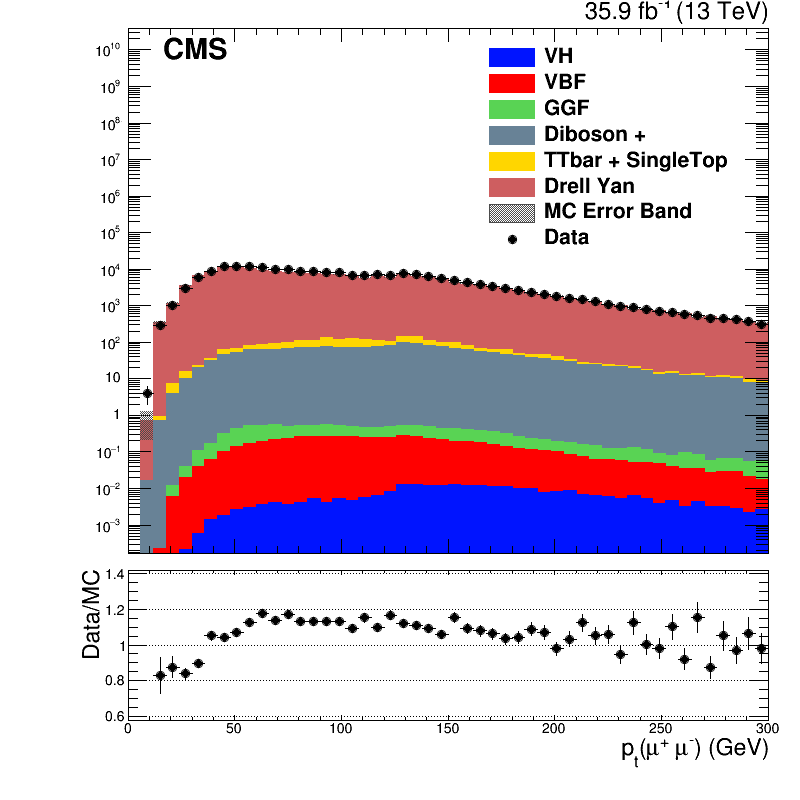 35.9 fb⁻¹ (13 TeV)
CMS
VH
VBF
GGF
Diboson +
TTbar + SingleTop
Drell Yan
MC Error Band
Data
10¹⁰
10⁹
10⁸
10⁷
10⁶
10⁵
10⁴
10³
10²
10
1
10⁻¹
10⁻²
10⁻³
Data/MC
1.4
1.2
1
0.8
0.6
0 50 100 150 200 250 300
pₜ(μ⁺ μ⁻) (GeV)